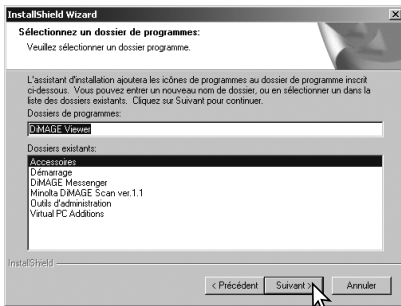 InstallShield Wizard
Sélectionnez un dossier de programmes:
Veuillez sélectionner un dossier programme.
L'assistant d'installation ajoutera les icônes de programmes au dossier de programme inscrit
ci-dessous. Vous pouvez entrer un nouveau nom de dossier, ou en sélectionner un dans la
liste des dossiers existants. Cliquez sur Suivant pour continuer.
Dossiers de programmes:
DiMAGE Viewer
Dossiers existants:
Accessoires
Démarrage
DiMAGE Messenger
Minolta DiMAGE Scan ver.1.1
Outils d'administration
Virtual PC Additions
InstallShield
< Précédent Suivant > Annuler